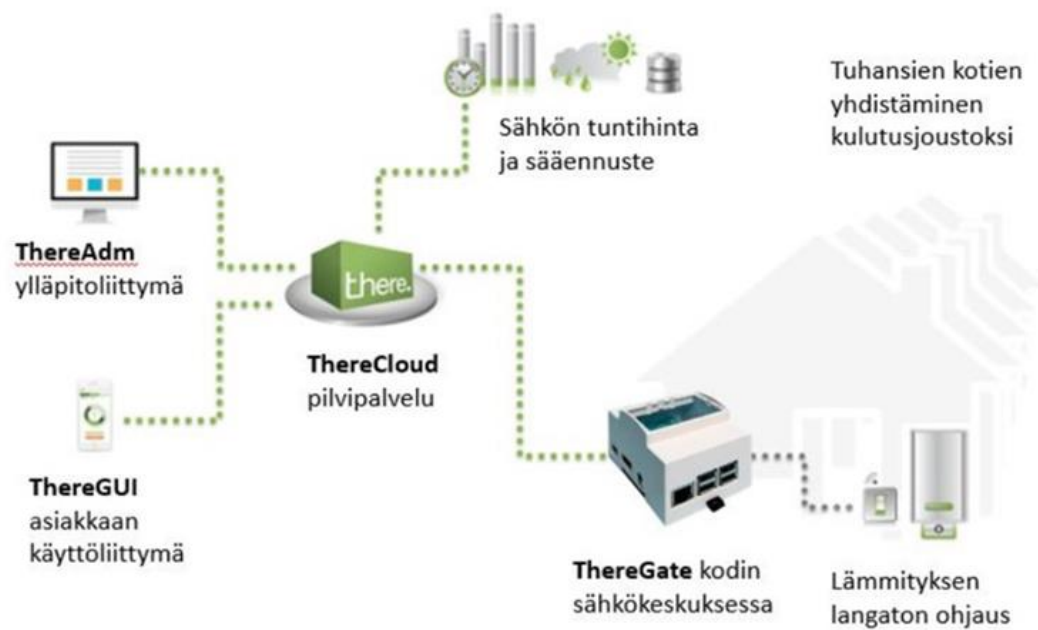 Sähkön tuntihinta
ja sääennuste
Tuhansien kotien
yhdistäminen
kulutusjoustoksi
ThereAdm
ylläpitoliittymä
there.
ThereCloud
pilvipalvelu
ThereGUI
asiakkaan
käyttöliittymä
ThereGate kodin
sähkökeskuksessa
Lämmityksen
langaton ohjaus